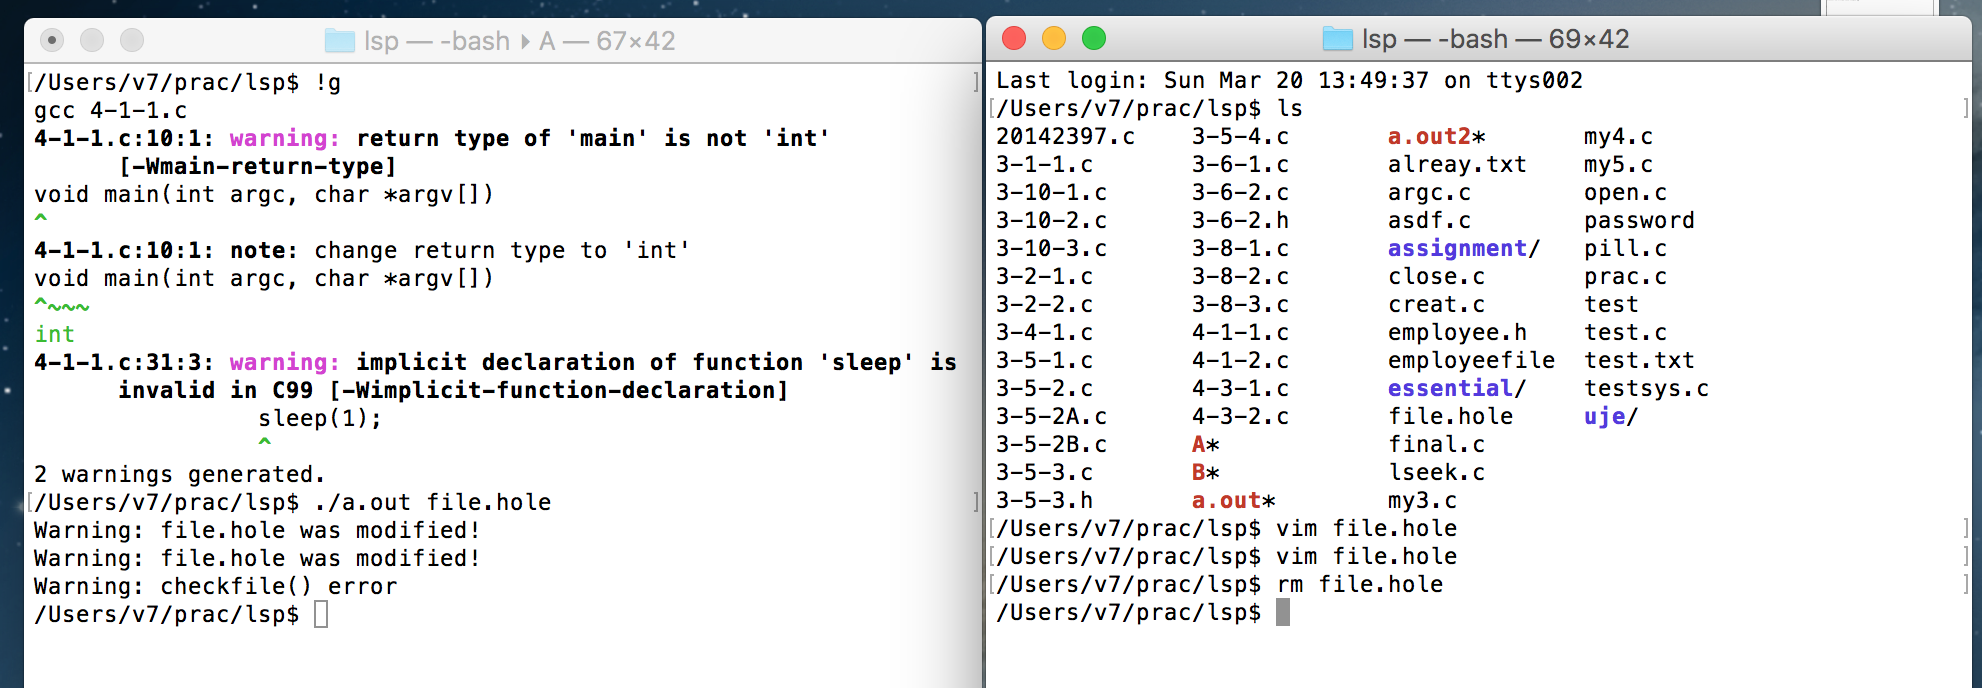 lsp — -bash ▸ A — 67×42
/Users/v7/prac/lsp$ !g
gcc 4-1-1.c
4-1-1.c:10:1: warning: return type of 'main' is not 'int'
[-Wmain-return-type]
void main(int argc, char *argv[])
^
4-1-1.c:10:1: note: change return type to 'int'
void main(int argc, char *argv[])
^~~~
int
4-1-1.c:31:3: warning: implicit declaration of function 'sleep' is
invalid in C99 [-Wimplicit-function-declaration]
sleep(1);
^
2 warnings generated.
/Users/v7/prac/lsp$ ./a.out file.hole
Warning: file.hole was modified!
Warning: file.hole was modified!
Warning: checkfile() error
/Users/v7/prac/lsp$
lsp — -bash — 69×42
Last login: Sun Mar 20 13:49:37 on ttys002
/Users/v7/prac/lsp$ ls
20142397.c 3-5-4.c a.out2* my4.c
3-1-1.c 3-6-1.c alreay.txt my5.c
3-10-1.c 3-6-2.c argc.c open.c
3-10-2.c 3-6-2.h asdf.c password
3-10-3.c 3-8-1.c assignment/ pill.c
3-2-1.c 3-8-2.c close.c prac.c
3-2-2.c 3-8-3.c creat.c test
3-4-1.c 4-1-1.c employee.h test.c
3-5-1.c 4-1-2.c employeefile test.txt
3-5-2.c 4-3-1.c essential/ testsys.c
3-5-2A.c 4-3-2.c file.hole uje/
3-5-2B.c A* final.c
3-5-3.c B* lseek.c
3-5-3.h a.out* my3.c
/Users/v7/prac/lsp$ vim file.hole
/Users/v7/prac/lsp$ vim file.hole
/Users/v7/prac/lsp$ rm file.hole
/Users/v7/prac/lsp$